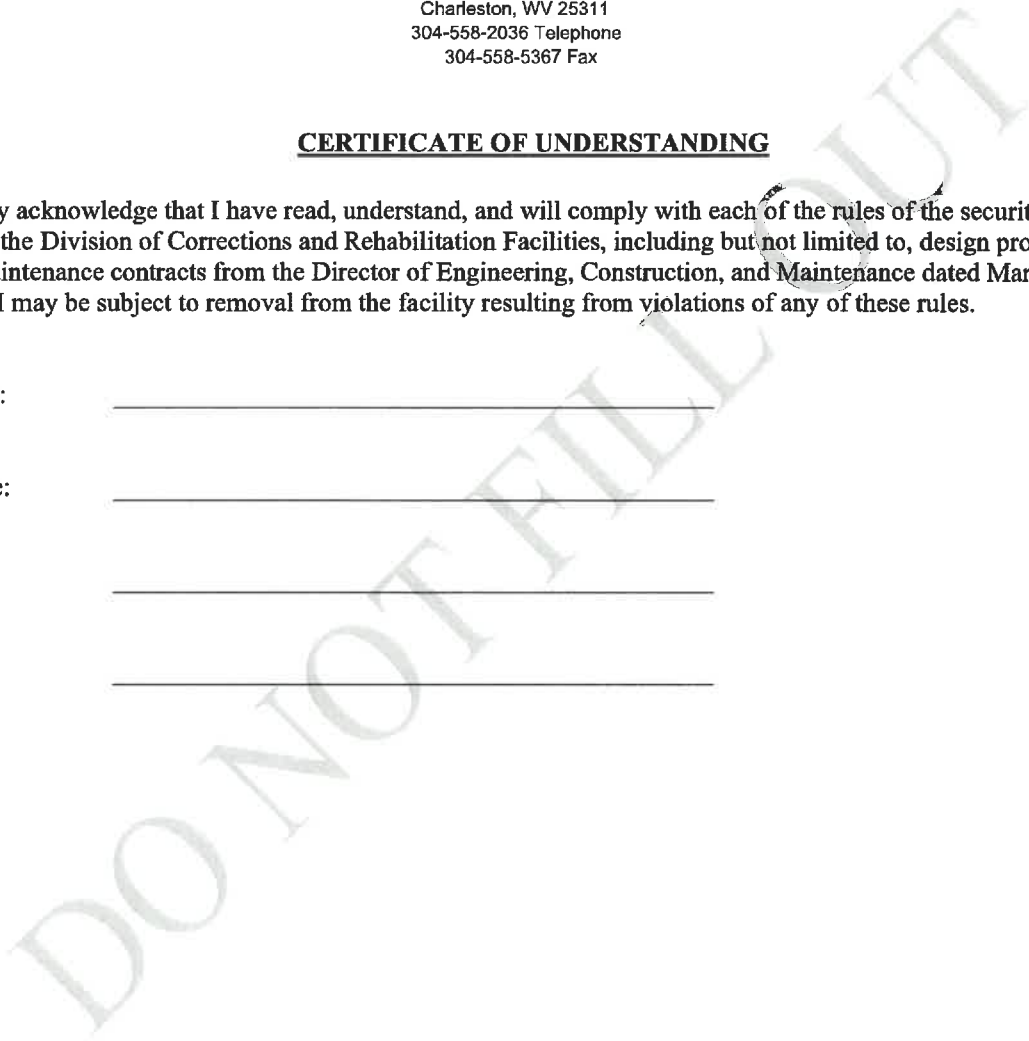 Charleston, WV 25311
304-558-2036 Telephone
304-558-5367 Fax
CERTIFICATE OF UNDERSTANDING
y acknowledge that I have read, understand, and will comply with each of the rules of the securit
the Division of Corrections and Rehabilitation Facilities, including but not limited to, design pro
intenance contracts from the Director of Engineering, Construction, and Maintenance dated Mar
I may be subject to removal from the facility resulting from violations of any of these rules.
:
:
DO NOT FILL OUT